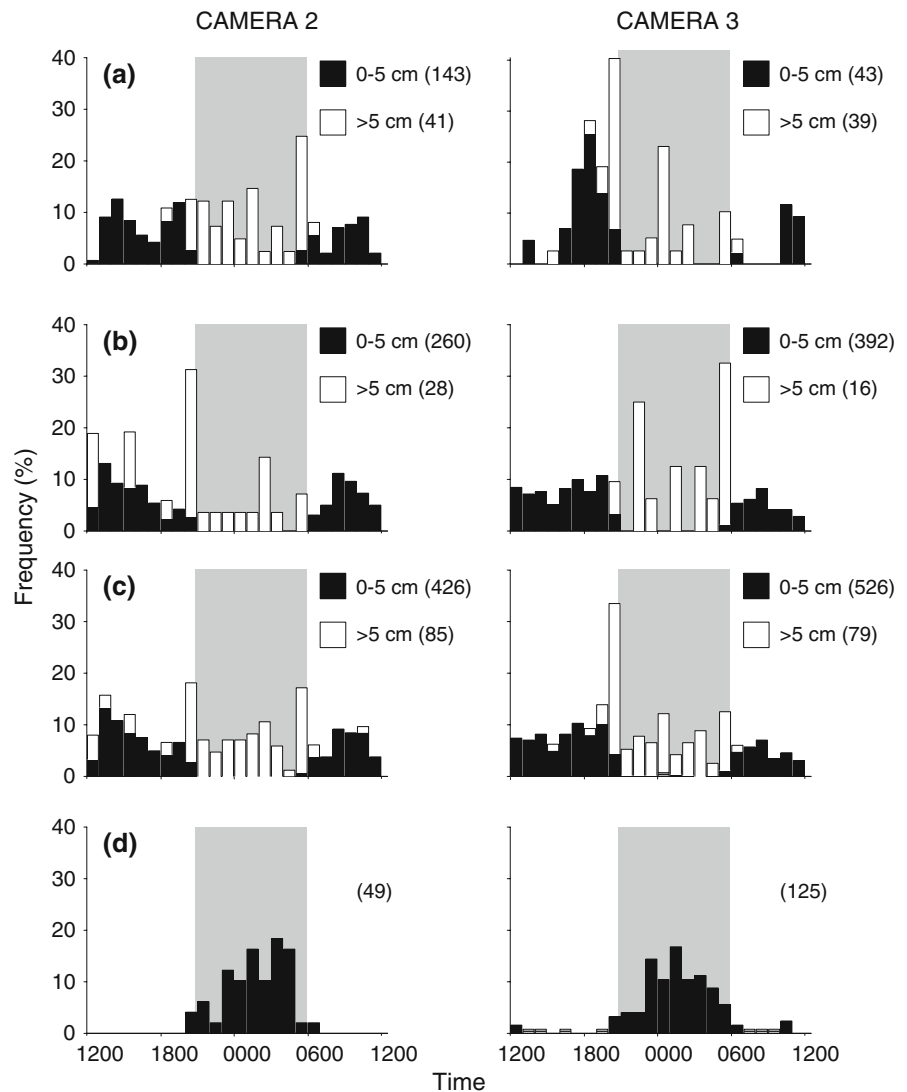 CAMERA 2
CAMERA 3
(a)
40
30
20
10
0
0-5 cm (143)
>5 cm (41)
0-5 cm (43)
>5 cm (39)
(b)
40
30
20
10
0
0-5 cm (260)
>5 cm (28)
0-5 cm (392)
>5 cm (16)
Frequency (%)
(c)
40
30
20
10
0
0-5 cm (426)
>5 cm (85)
0-5 cm (526)
>5 cm (79)
(d)
40
30
20
10
0
(49)
(125)
1200 1800 0000 0600 1200
1200 1800 0000 0600 1200
Time